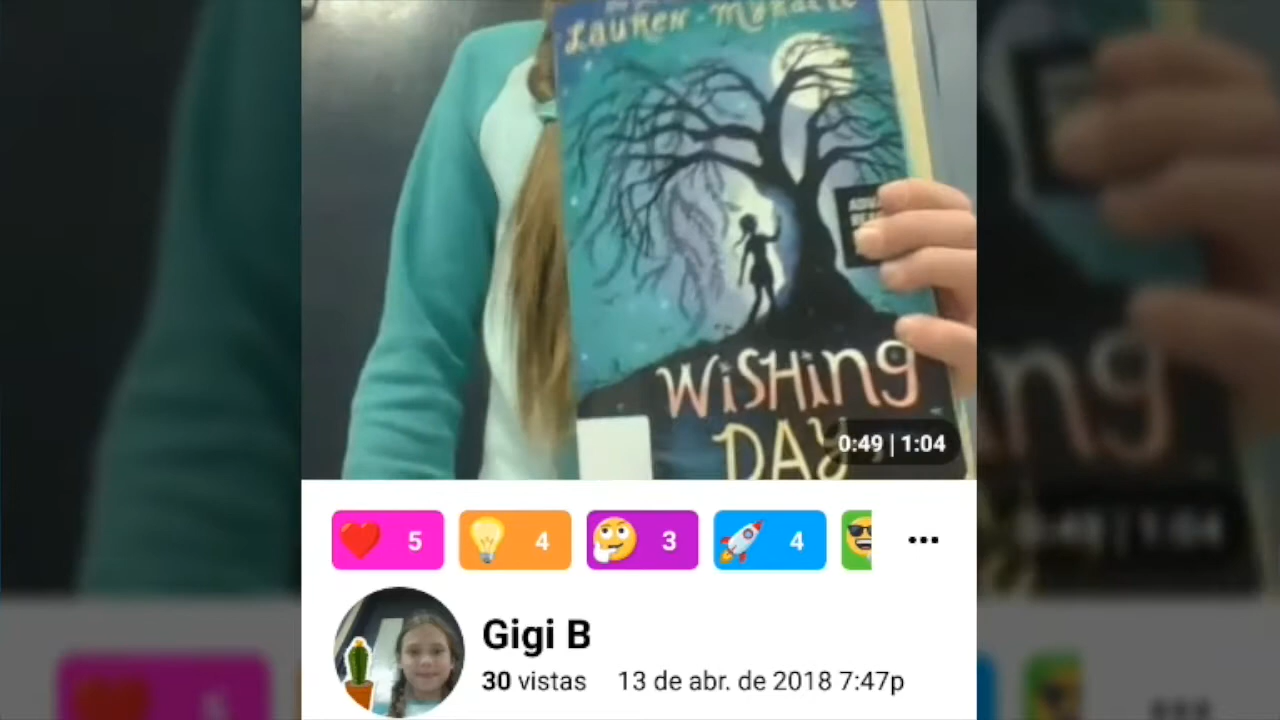 Lauren Myracle
WiSHing
DAY
0:49 | 1:04
5
4
3
4
Gigi B
30 vistas 13 de abr. de 2018 7:47p